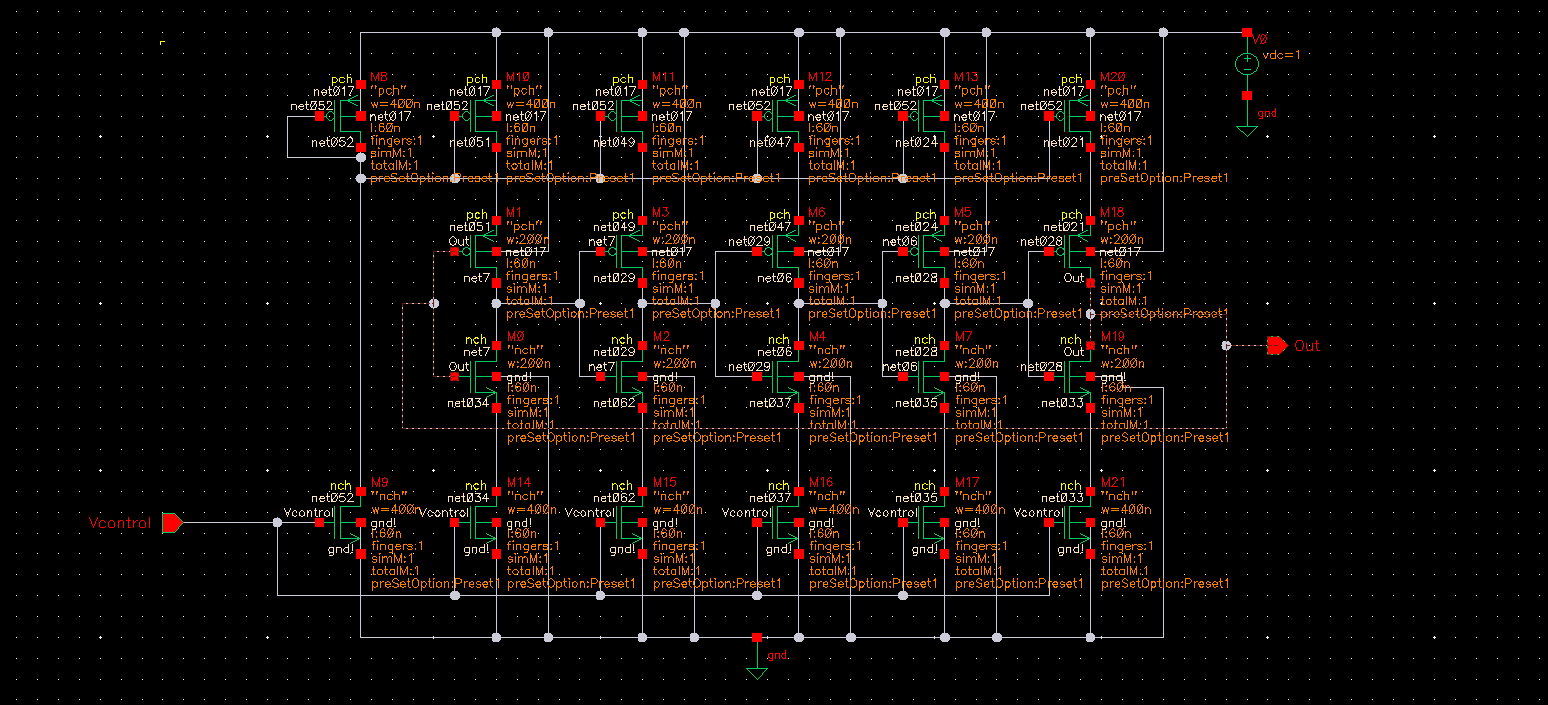 V0
vdc=1
gnd
pch
M8
net017
"pch"
w=400n
net052
net017
l:60n
fingers:1
net052
simM:1
totalM:1
preSetOption:Preset1
pch
M10
net017
"pch"
w=400n
net052
net017
l:60n
fingers:1
net051
simM:1
totalM:1
preSetOption:Preset1
pch
M11
net017
"pch"
w=400n
net052
net017
l:60n
fingers:1
net049
simM:1
totalM:1
preSetOption:Preset1
pch
M12
net017
"pch"
w=400n
net052
net017
l:60n
fingers:1
net047
simM:1
totalM:1
preSetOption:Preset1
pch
M13
net017
"pch"
w=400n
net052
net017
l:60n
fingers:1
net024
simM:1
totalM:1
preSetOption:Preset1
pch
M20
net017
"pch"
w=400n
net052
net017
l:60n
fingers:1
net021
simM:1
totalM:1
preSetOption:Preset1
pch
M1
net051
"pch"
w:200n
Out
net017
l:60n
fingers:1
net7
simM:1
totalM:1
preSetOption:Preset1
pch
M3
net049
"pch"
w:200n
net7
net017
l:60n
fingers:1
net029
simM:1
totalM:1
preSetOption:Preset1
pch
M6
net047
"pch"
w:200n
net029
net017
l:60n
fingers:1
net06
simM:1
totalM:1
preSetOption:Preset1
pch
M5
net024
"pch"
w:200n
net06
net017
l:60n
fingers:1
net028
simM:1
totalM:1
preSetOption:Preset1
pch
M18
net021
"pch"
w:200n
net028
net017
l:60n
fingers:1
Out
simM:1
totalM:1
preSetOption:Preset1
nch
M0
net7
"nch"
w:200n
Out
gnd!
l:60n
fingers:1
net034
simM:1
totalM:1
preSetOption:Preset1
nch
M2
net029
"nch"
w:200n
net7
gnd!
l:60n
fingers:1
net062
simM:1
totalM:1
preSetOption:Preset1
nch
M4
net06
"nch"
w:200n
net029
gnd!
l:60n
fingers:1
net037
simM:1
totalM:1
preSetOption:Preset1
nch
M7
net028
"nch"
w:200n
net06
gnd!
l:60n
fingers:1
net035
simM:1
totalM:1
preSetOption:Preset1
nch
M19
Out
"nch"
w:200n
net028
gnd!
l:60n
fingers:1
net033
simM:1
totalM:1
preSetOption:Preset1
Out
Vcontrol
nch
M9
net052
"nch"
w=400n
Vcontrol
gnd!
l:60n
fingers:1
gnd!
simM:1
totalM:1
preSetOption:Preset1
nch
M14
net034
"nch"
w=400n
Vcontrol
gnd!
l:60n
fingers:1
gnd!
simM:1
totalM:1
preSetOption:Preset1
nch
M15
net062
"nch"
w=400n
Vcontrol
gnd!
l:60n
fingers:1
gnd!
simM:1
totalM:1
preSetOption:Preset1
nch
M16
net037
"nch"
w=400n
Vcontrol
gnd!
l:60n
fingers:1
gnd!
simM:1
totalM:1
preSetOption:Preset1
nch
M17
net035
"nch"
w=400n
Vcontrol
gnd!
l:60n
fingers:1
gnd!
simM:1
totalM:1
preSetOption:Preset1
nch
M21
net033
"nch"
w=400n
Vcontrol
gnd!
l:60n
fingers:1
gnd!
simM:1
totalM:1
preSetOption:Preset1
gnd